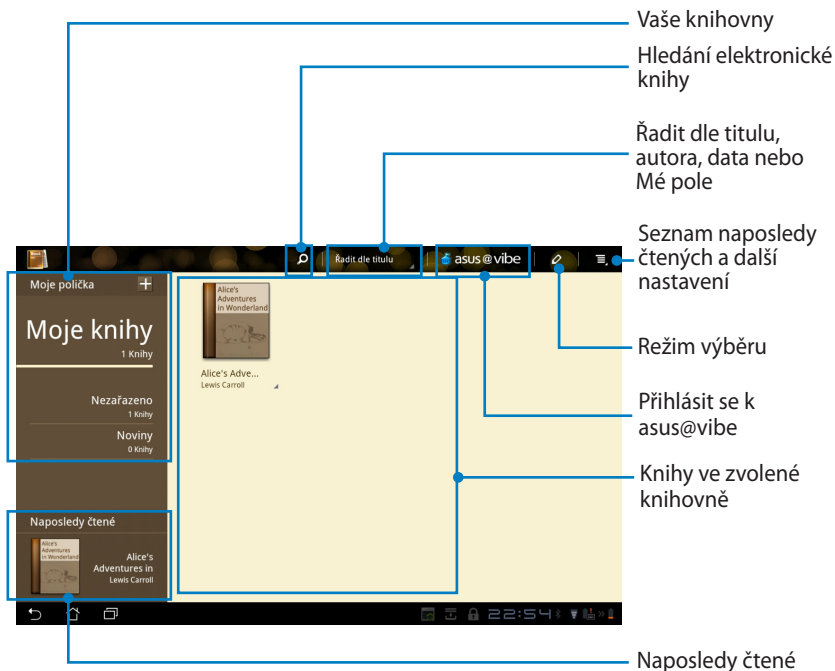 Vaše knihovny
Hledání elektronické
knihy
Řadit dle titulu,
autora, data nebo
Mé pole
Seznam naposledy
čtených a další
nastavení
Režim výběru
Přihlásit se k
asus@vibe
Knihy ve zvolené
knihovně
Naposledy čtené
Řadit dle titulu
asus@vibe
Moje polička
Moje knihy
1 Knihy
Nezařazeno
1 Knihy
Noviny
0 Knihy
Alice's
Adventures
in Wonderland
Alice's Adve...
Lewis Carroll
Naposledy čtené
Alice's
Adventures
in Wonderland
Alice's
Adventures in
Lewis Carroll
22:54